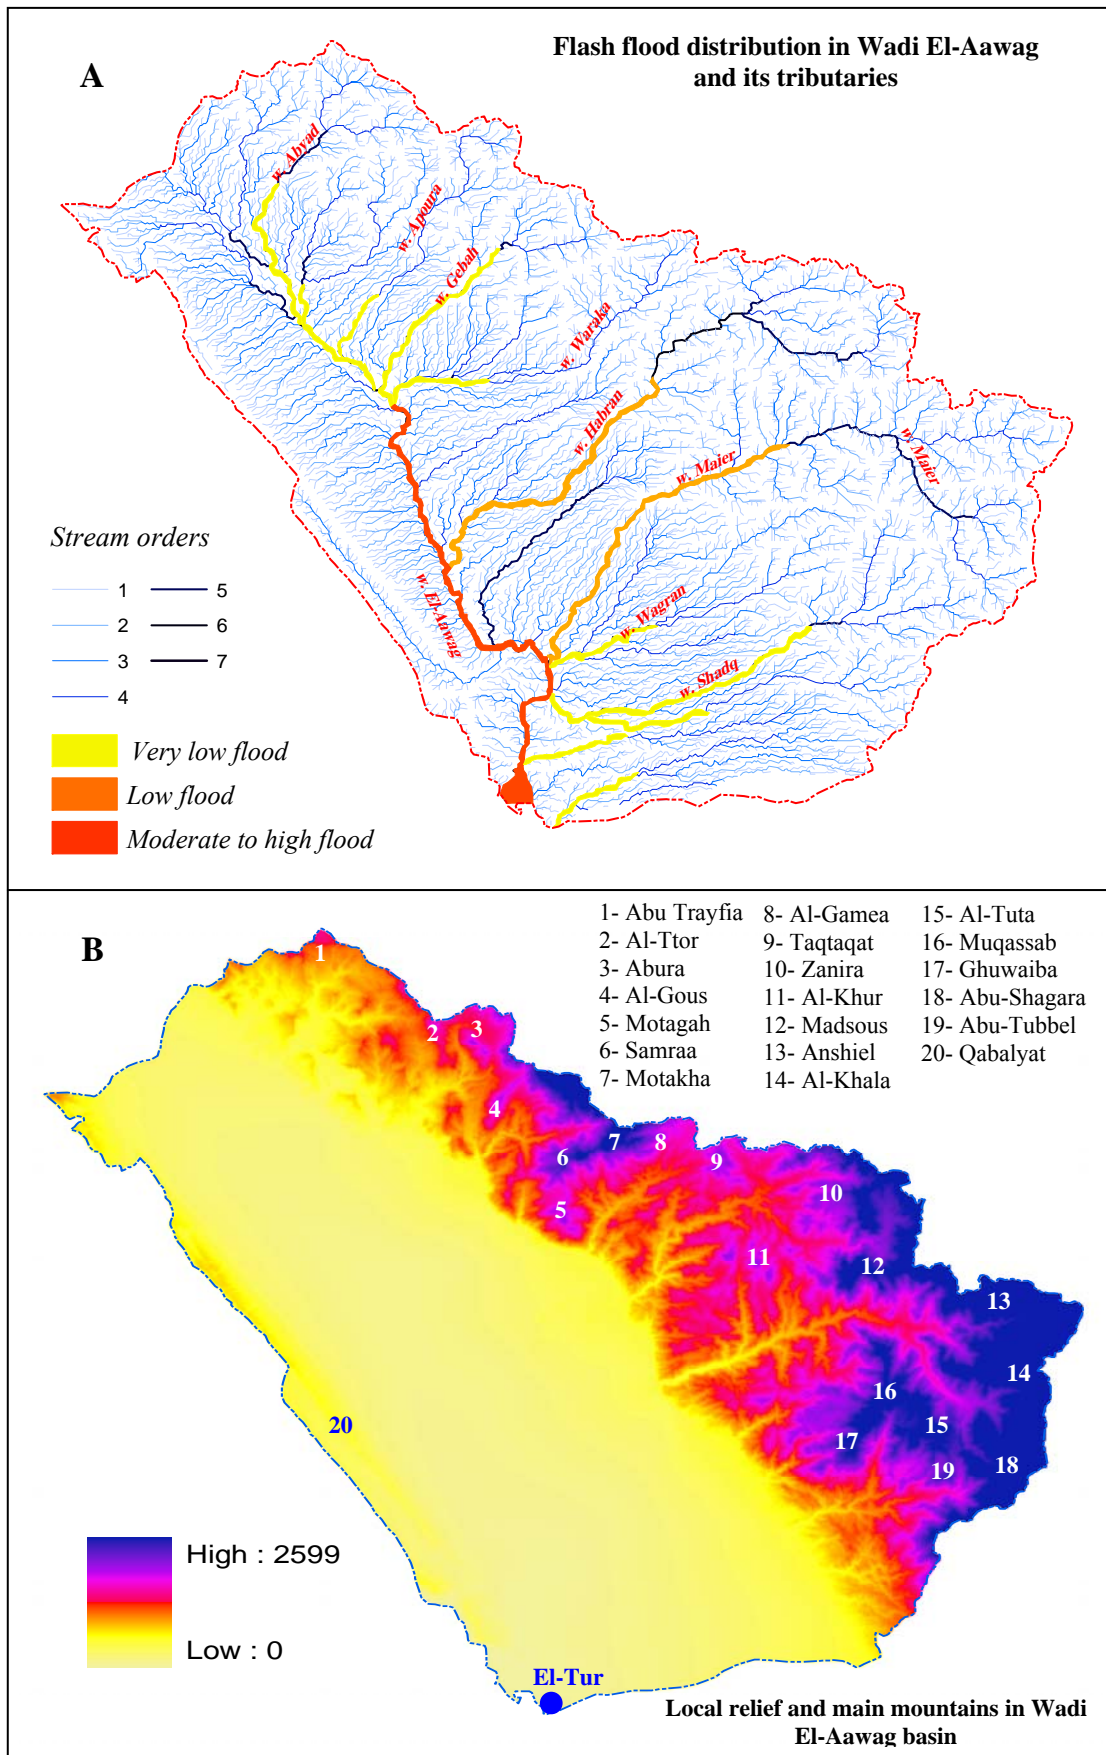 A
Flash flood distribution in Wadi El-Aawag
and its tributaries
w. Abyad
w. Apoura
w. Gebah
w. Waraka
w. Habran
w. Maier
w. Maier
w. El-Aawag
w. Wagran
w. Shadq
Stream orders
1 5
2 6
3 7
4
Very low flood
Low flood
Moderate to high flood
B
1- Abu Trayfia 8- Al-Gamea 15- Al-Tuta
2- Al-Ttor 9- Taqtaqat 16- Muqassab
3- Abura 10- Zanira 17- Ghuwaiba
4- Al-Gous 11- Al-Khur 18- Abu-Shagara
5- Motagah 12- Madsous 19- Abu-Tubbel
6- Samraa 13- Anshiel 20- Qabalyat
7- Motakha 14- Al-Khala
1
2
3
4
5
6
7
8
9
10
11
12
13
14
15
16
17
18
19
20
High : 2599
Low : 0
El-Tur
Local relief and main mountains in Wadi
El-Aawag basin